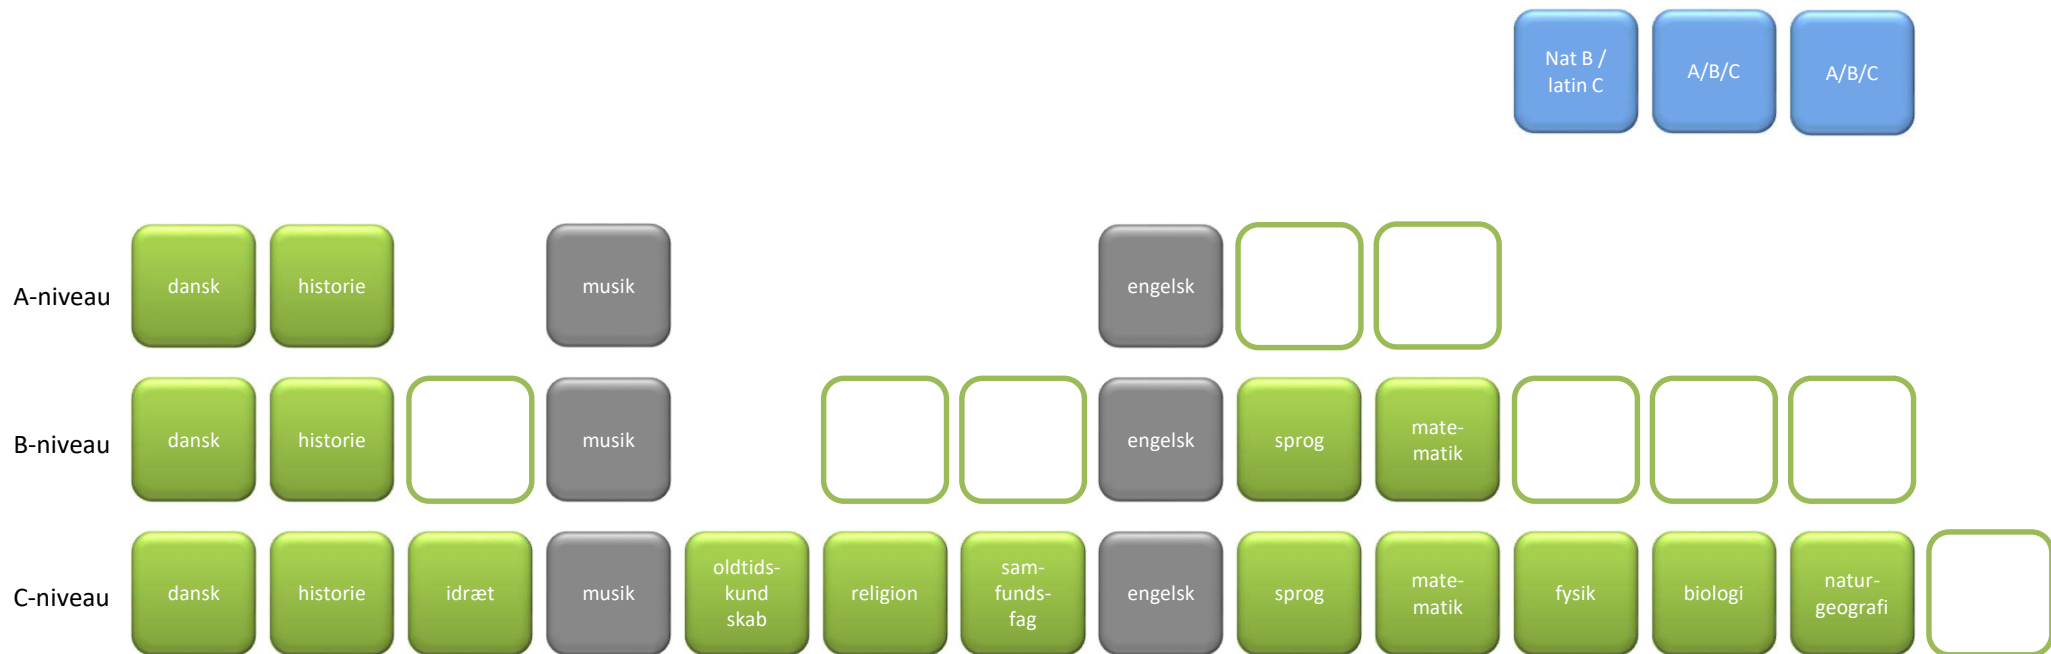 Nat B /
latin C
A/B/C
A/B/C
A-niveau
dansk
historie
musik
engelsk
B-niveau
dansk
historie
musik
engelsk
sprog
mate-
matik
C-niveau
dansk
historie
idræt
musik
oldtids-
kund
skab
religion
sam-
funds-
fag
engelsk
sprog
mate-
matik
fysik
biologi
natur-
geografi